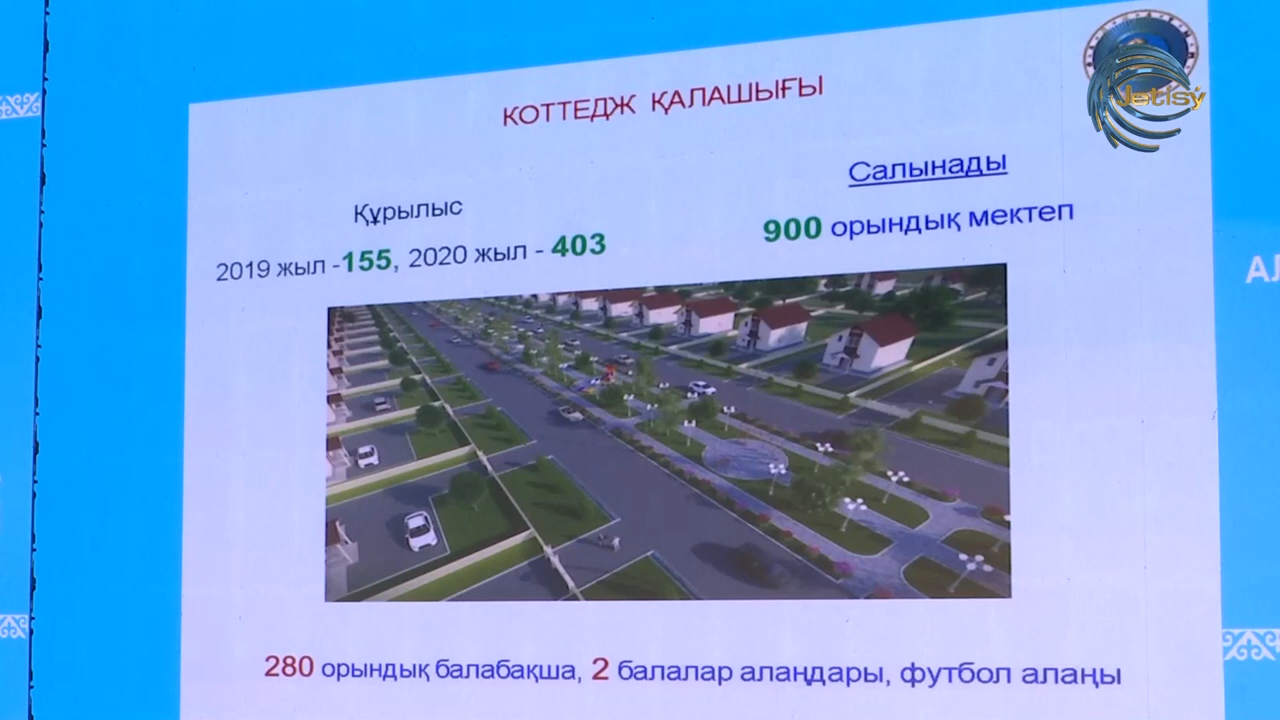 Jetisý
КОТТЕДЖ ҚАЛАШЫҒЫ
Салынады
Құрылыс
900 орындық мектеп
2019 жыл -155, 2020 жыл - 403
280 орындық балабақша, 2 балалар алаңдары, футбол алаңы